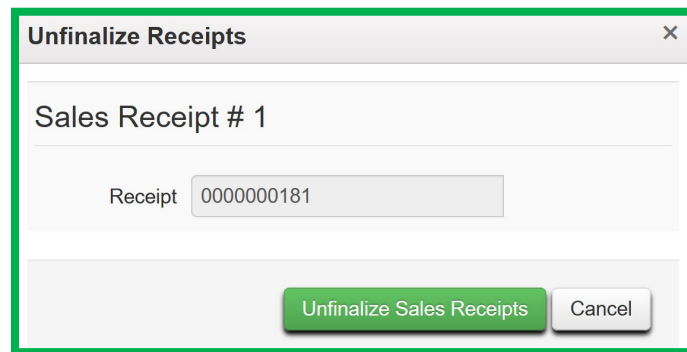 Unfinalize Receipts ×
Sales Receipt # 1
Receipt 0000000181
Unfinalize Sales Receipts Cancel